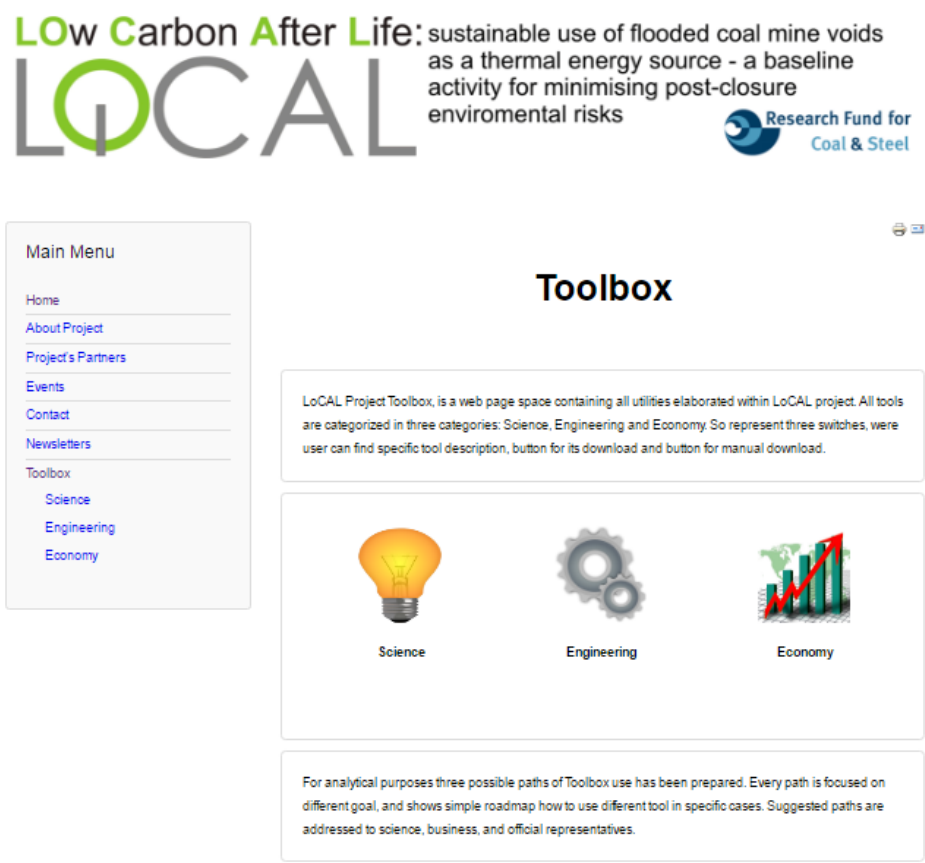 LOw Carbon After Life: sustainable use of flooded coal mine voids
as a thermal energy source - a baseline
activity for minimising post-closure
enviromental risks
LOCAL
Research Fund for
Coal & Steel
Main Menu
Home
About Project
Project's Partners
Events
Contact
Newsletters
Toolbox
Science
Engineering
Economy
Toolbox
LoCAL Project Toolbox, is a web page space containing all utilities elaborated within LoCAL project. All tools
are categorized in three categories: Science, Engineering and Economy. So represent three switches, were
user can find specific tool description, button for its download and button for manual download.
Science
Engineering
Economy
For analytical purposes three possible paths of Toolbox use has been prepared. Every path is focused on
different goal, and shows simple roadmap how to use different tool in specific cases. Suggested paths are
addressed to science, business, and official representatives.